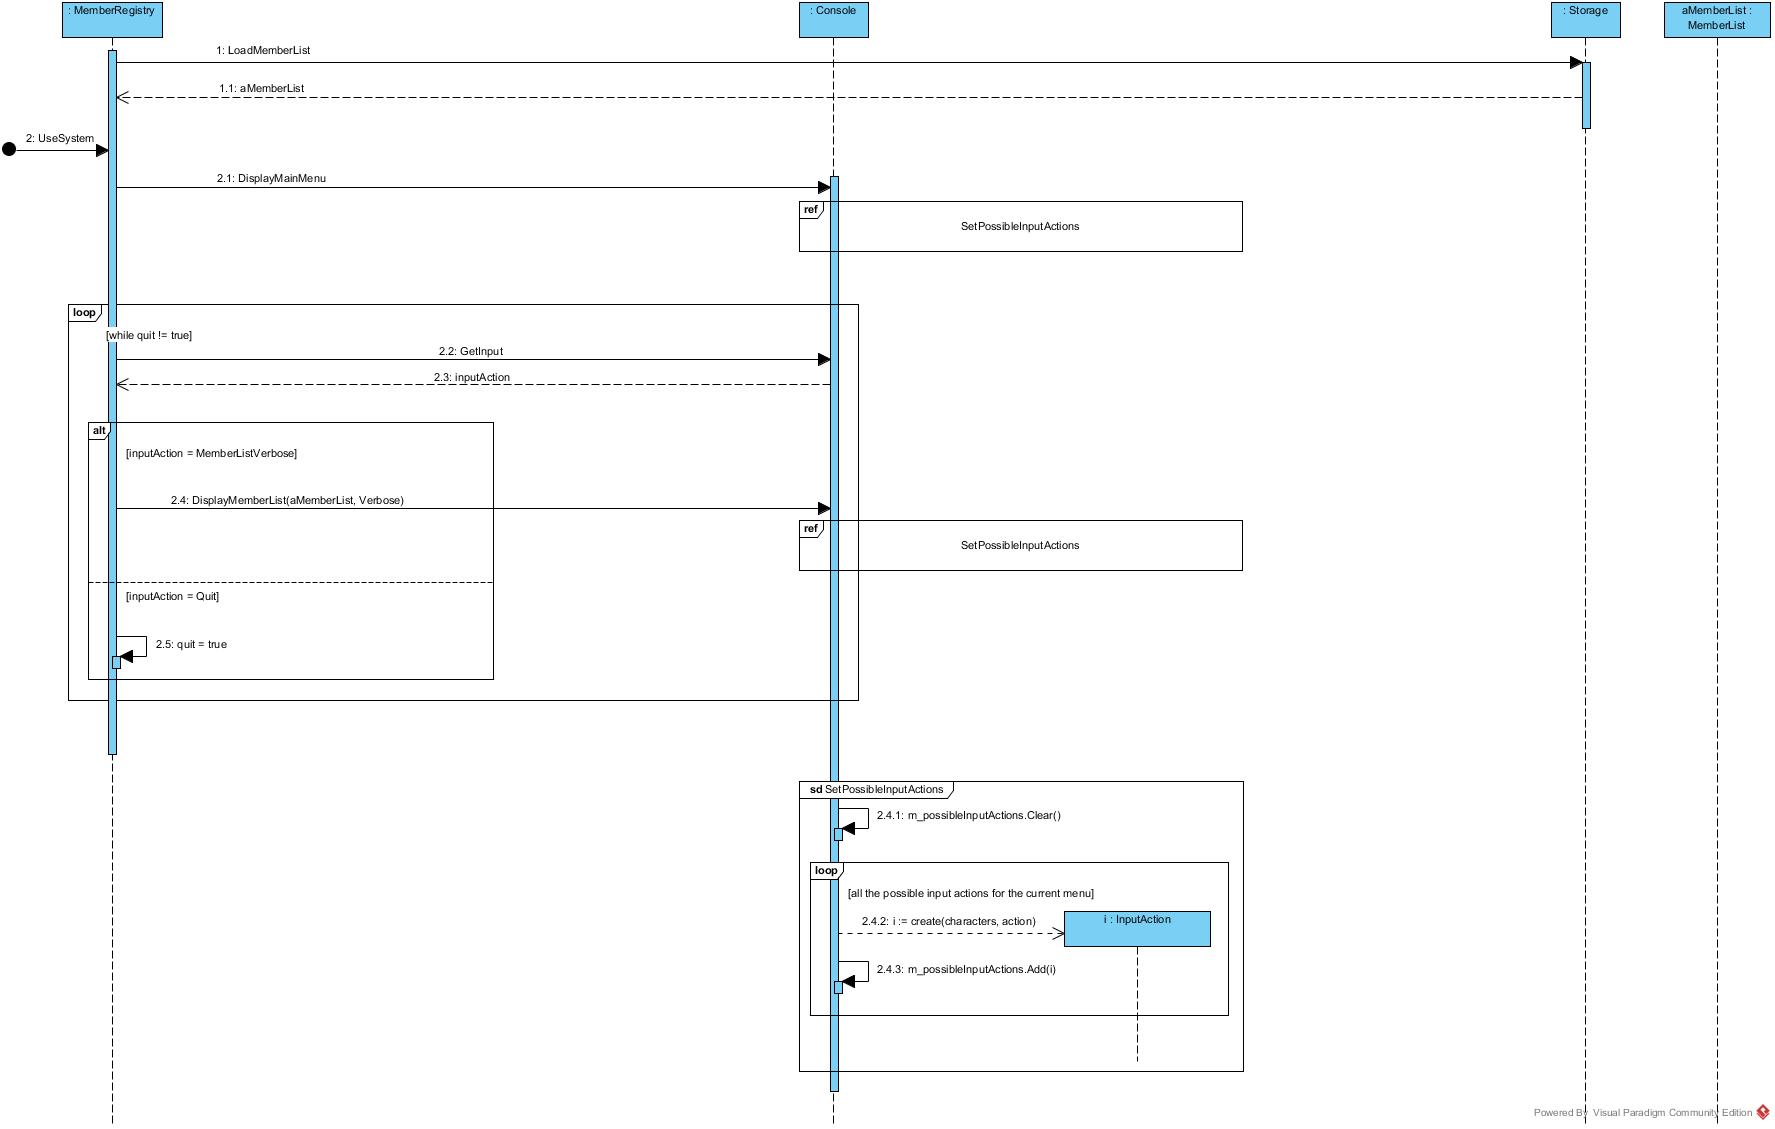 : MemberRegistry
: Console
: Storage
aMemberList :
MemberList
1: LoadMemberList
1.1: aMemberList
2: UseSystem
2.1: DisplayMainMenu
ref
SetPossibleInputActions
loop
[while quit != true]
2.2: GetInput
2.3: inputAction
alt
[inputAction = MemberListVerbose]
2.4: DisplayMemberList(aMemberList, Verbose)
ref
SetPossibleInputActions
[inputAction = Quit]
2.5: quit = true
sd SetPossibleInputActions
2.4.1: m_possibleInputActions.Clear()
loop
[all the possible input actions for the current menu]
2.4.2: i := create(characters, action)
i : InputAction
2.4.3: m_possibleInputActions.Add(i)
Powered By Visual Paradigm Community Edition